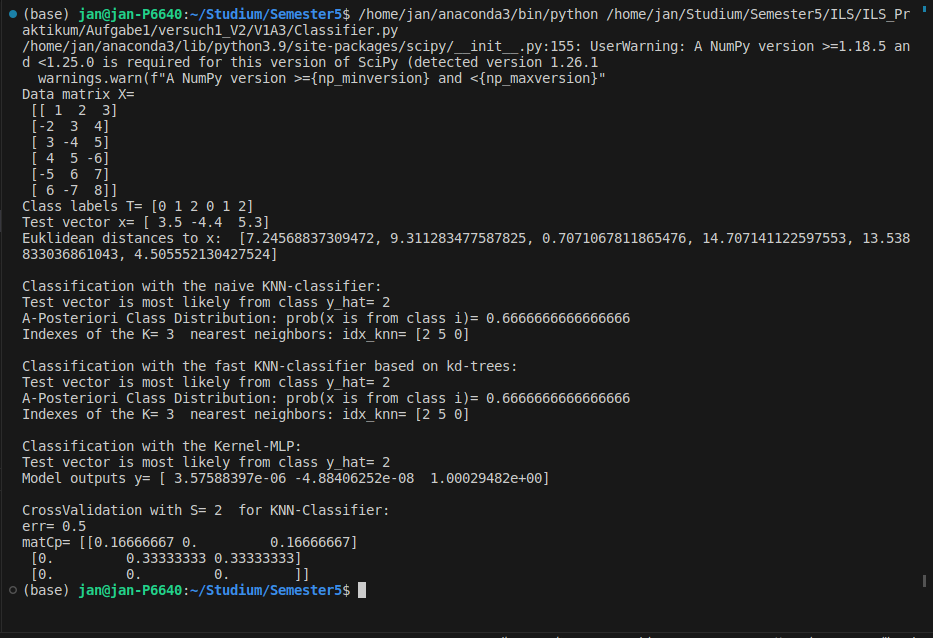 (base) jan@jan-P6640:~/Studium/Semester5$ /home/jan/anaconda3/bin/python /home/jan/Studium/Semester5/ILS/ILS_Pr
aktikum/Aufgabe1/versuch1_V2/V1A3/Classifier.py
/home/jan/anaconda3/lib/python3.9/site-packages/scipy/__init__.py:155: UserWarning: A NumPy version >=1.18.5 an
d <1.25.0 is required for this version of SciPy (detected version 1.26.1
  warnings.warn(f"A NumPy version >={np_minversion} and <{np_maxversion}"
Data matrix X=
 [[ 1  2  3]
 [-2  3  4]
 [ 3 -4  5]
 [ 4  5 -6]
 [-5  6  7]
 [ 6 -7  8]]
Class labels T= [0 1 2 0 1 2]
Test vector x= [ 3.5 -4.4  5.3]
Euklidean distances to x:  [7.24568837309472, 9.311283477587825, 0.7071067811865476, 14.707141122597553, 13.538
833036861043, 4.505552130427524]

Classification with the naive KNN-classifier:
Test vector is most likely from class y_hat= 2
A-Posteriori Class Distribution: prob(x is from class i)= 0.6666666666666666
Indexes of the K= 3  nearest neighbors: idx_knn= [2 5 0]

Classification with the fast KNN-classifier based on kd-trees:
Test vector is most likely from class y_hat= 2
A-Posteriori Class Distribution: prob(x is from class i)= 0.6666666666666666
Indexes of the K= 3  nearest neighbors: idx_knn= [2 5 0]

Classification with the Kernel-MLP:
Test vector is most likely from class y_hat= 2
Model outputs y= [ 3.57588397e-06 -4.88406252e-08  1.00029482e+00]

CrossValidation with S= 2  for KNN-Classifier:
err= 0.5
matCp= [[0.16666667 0.         0.16666667]
 [0.         0.33333333 0.33333333]
 [0.         0.         0.        ]]
(base) jan@jan-P6640:~/Studium/Semester5$